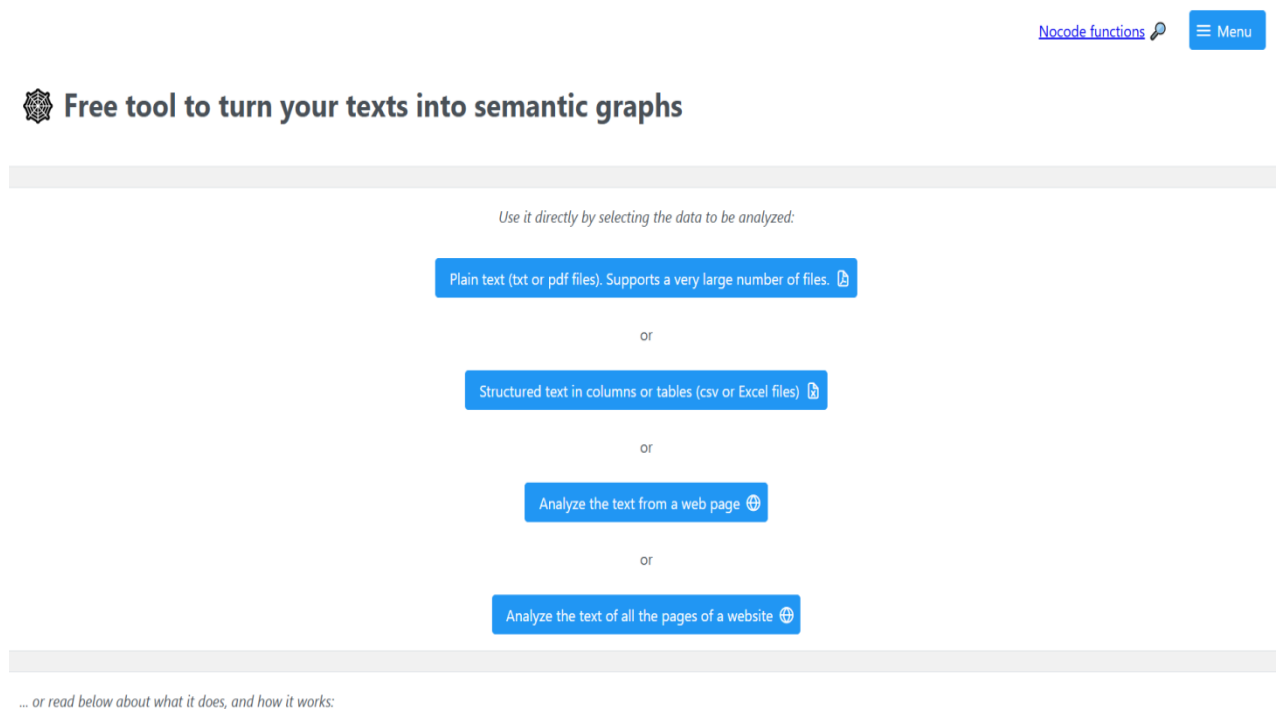 Nocode functions
Menu
Free tool to turn your texts into semantic graphs
Use it directly by selecting the data to be analyzed:
Plain text (txt or pdf files). Supports a very large number of files.
or
Structured text in columns or tables (csv or Excel files)
or
Analyze the text from a web page
or
Analyze the text of all the pages of a website
... or read below about what it does, and how it works: